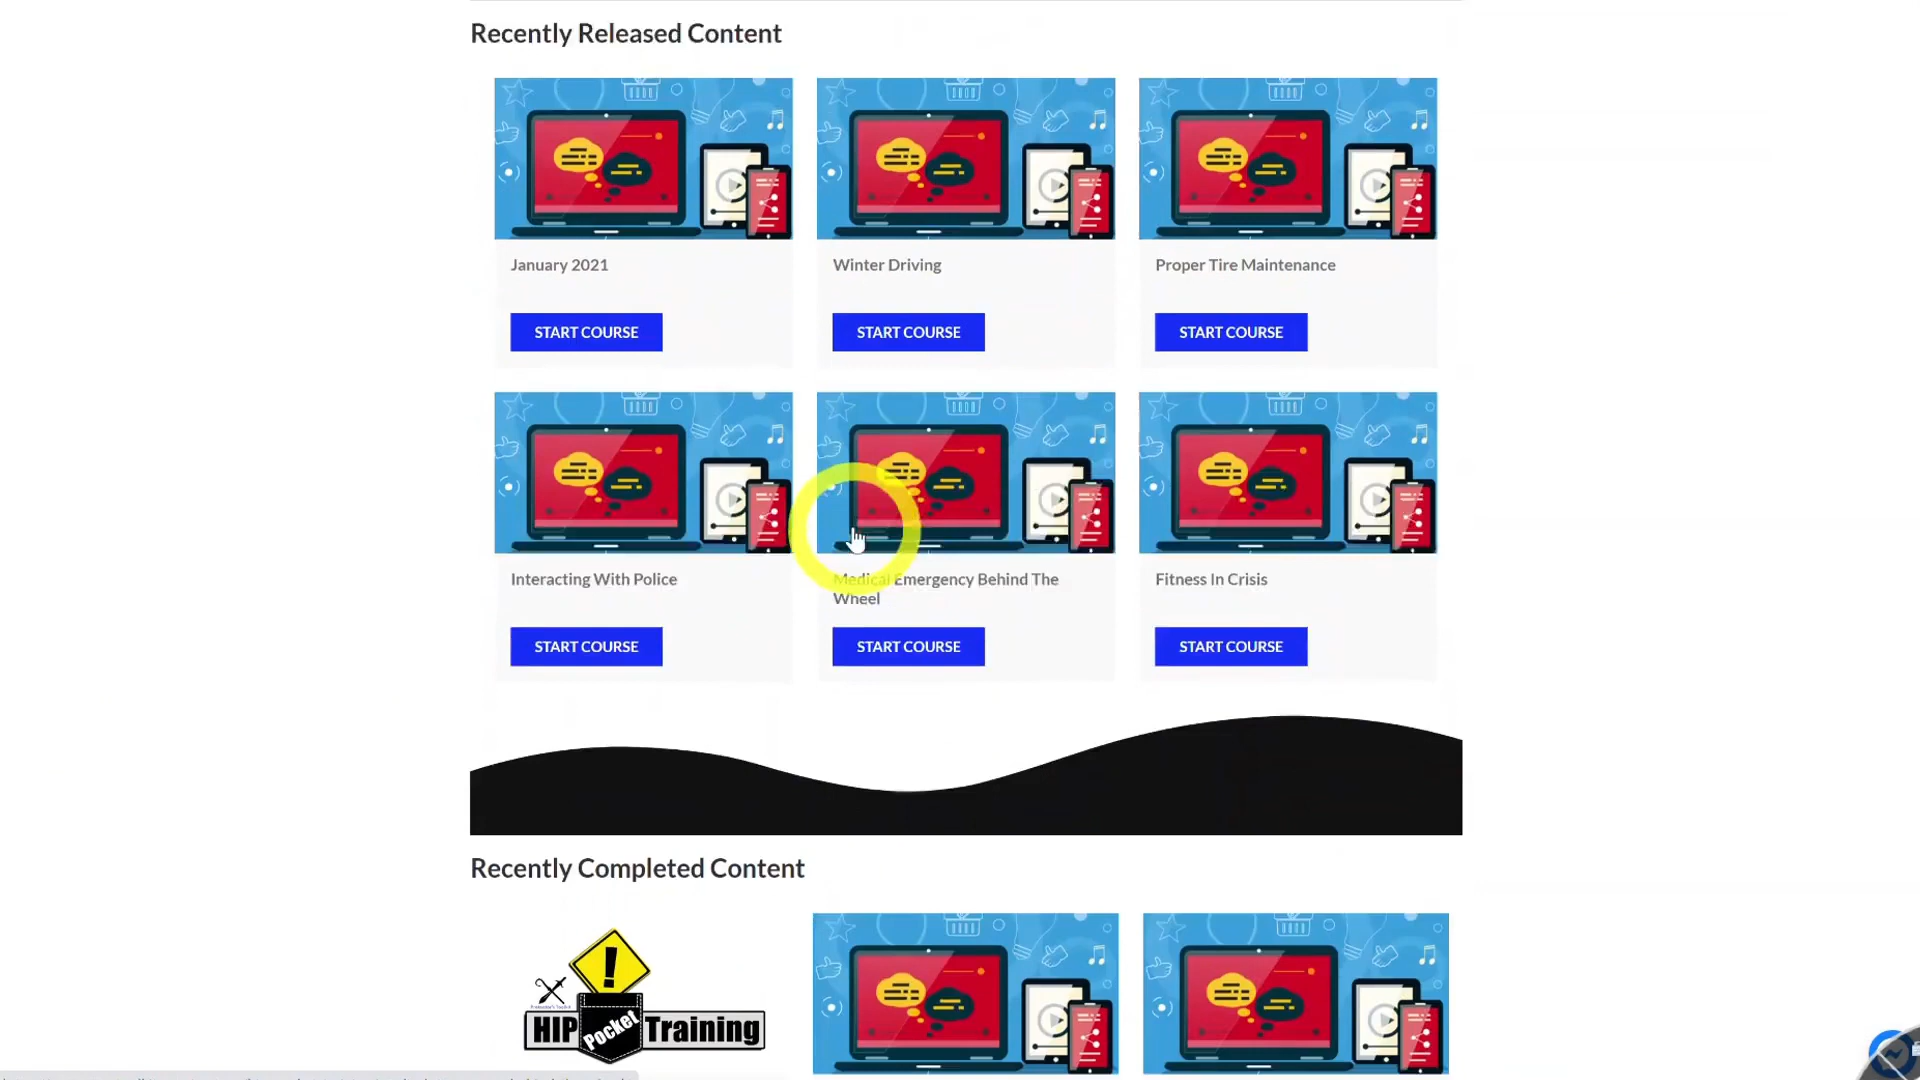 Recently Released Content
January 2021
Winter Driving
Proper Tire Maintenance
START COURSE
START COURSE
START COURSE
Interacting With Police
Medical Emergency Behind The
Wheel
Fitness In Crisis
START COURSE
START COURSE
START COURSE
Recently Completed Content
!
HIP Pocket Training